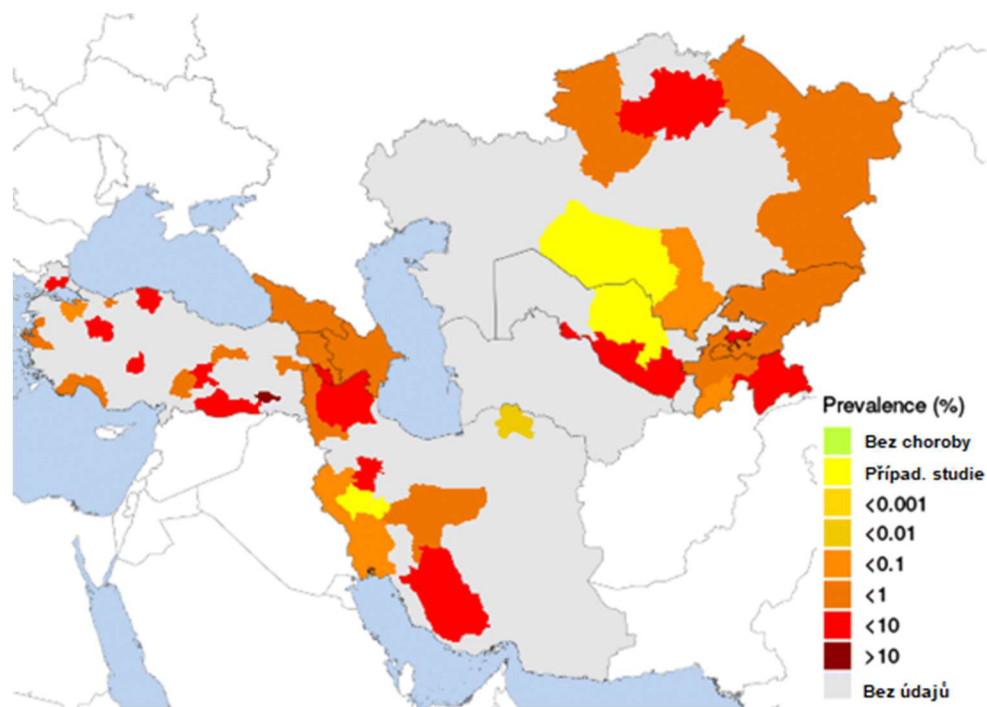 Prevalence (%)
Bez choroby
Případ. studie
<0.001
<0.01
<0.1
<1
<10
>10
Bez údajů